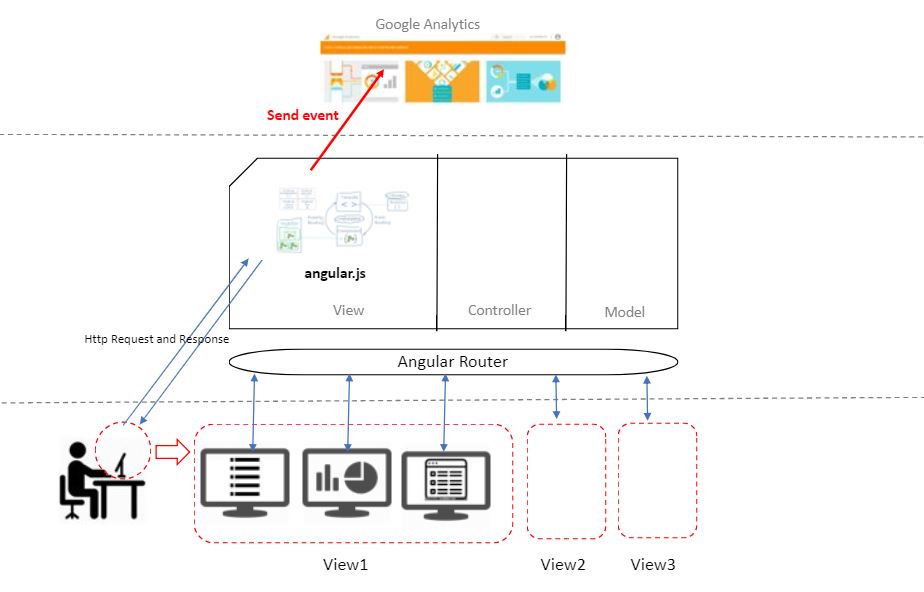 Google Analytics
Send event
angular.js
View
Controller
Model
Http Request and Response
Angular Router
View1
View2
View3